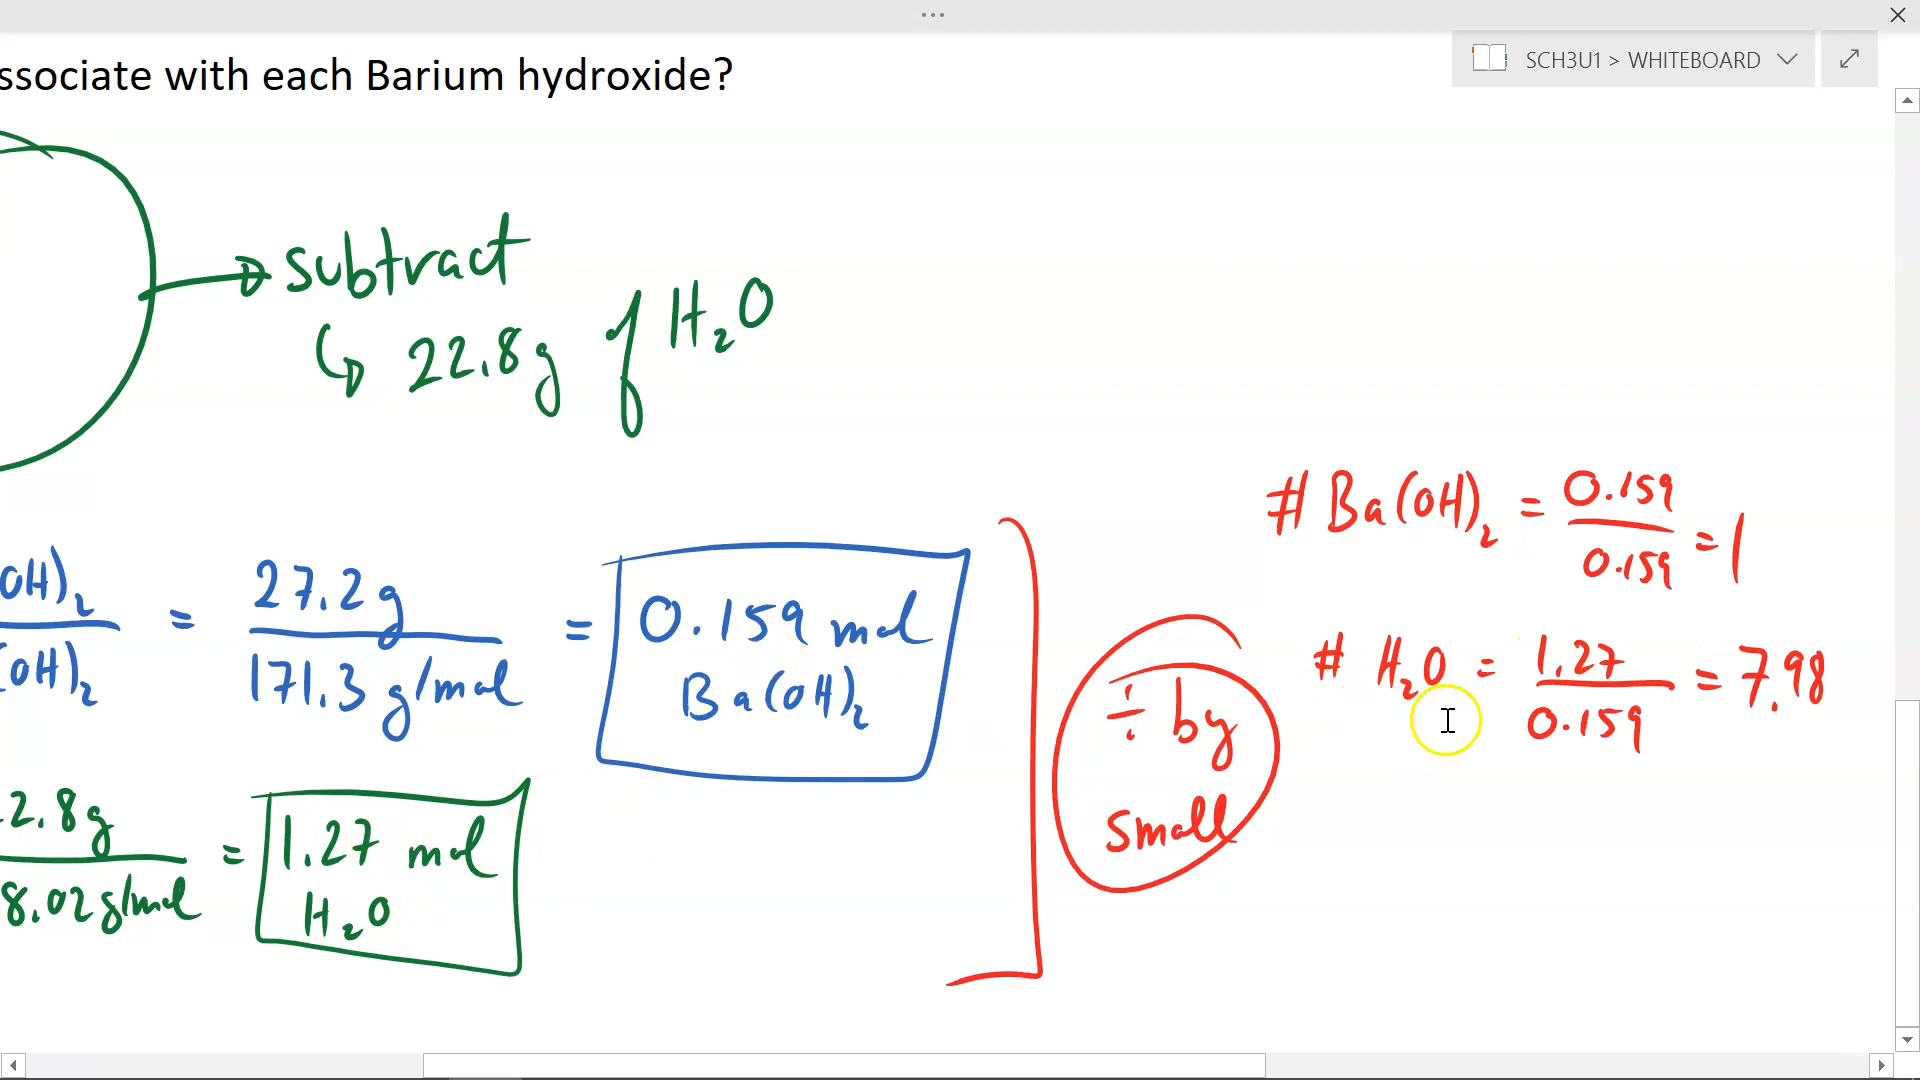 SCH3U1 > WHITEBOARD
ssociate with each Barium hydroxide?
subtract
22.8g of H₂O
OH)₂
(OH)₂
= 27.2g
171.3 g/mol
= 0.159 mol
Ba(OH)₂
2.8g
8.02 g/mol
= 1.27 mol
H₂O
÷ by
small
# Ba(OH)₂ = 0.159
0.159
= 1
# H₂O = 1.27
0.159
= 7.98